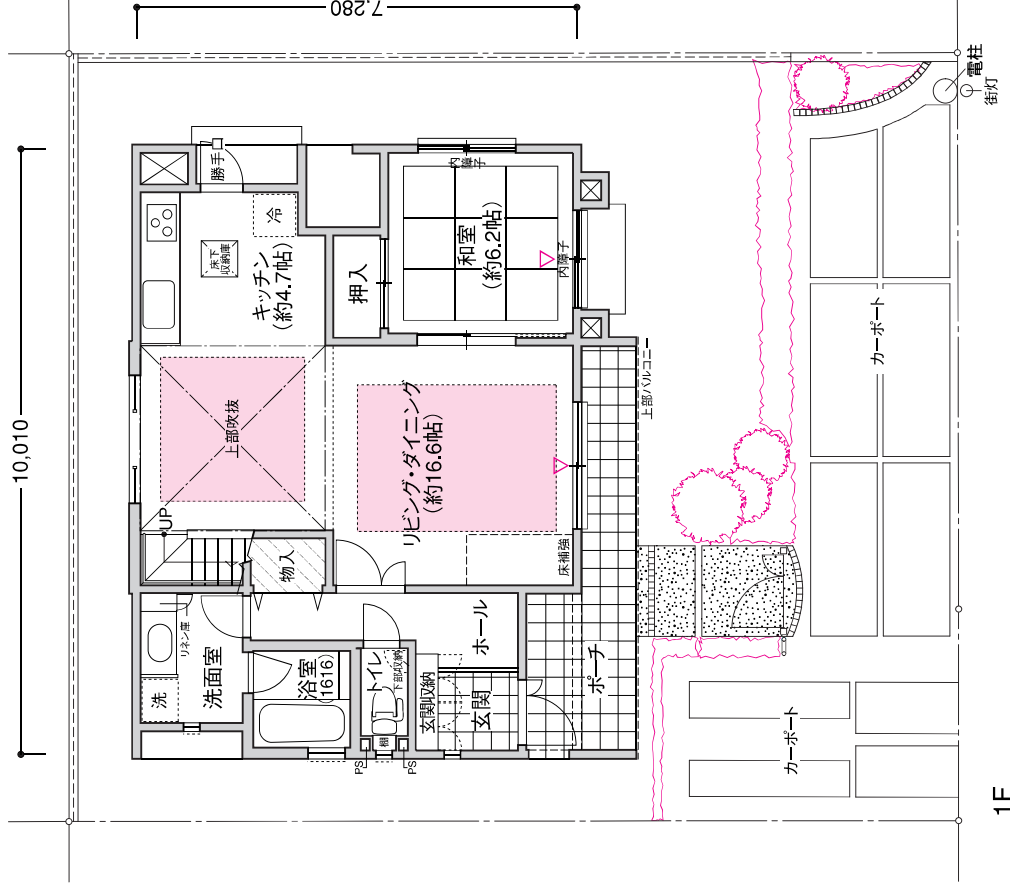 7,280
10,010
電柱
街灯
勝手口
冷
床下
収納庫
キッチン
(約4.7帖)
押入
内障子
和室
(約6.2帖)
内障子
上部吹抜
リビング・ダイニング
(約16.6帖)
上部バルコニー
カーポート
UP
物入
床補強
リネン庫
洗
洗面室
浴室
(1616)
トイレ
下部収納
棚
PS
PS
ホール
玄関収納
玄関
ポーチ
カーポート
1F